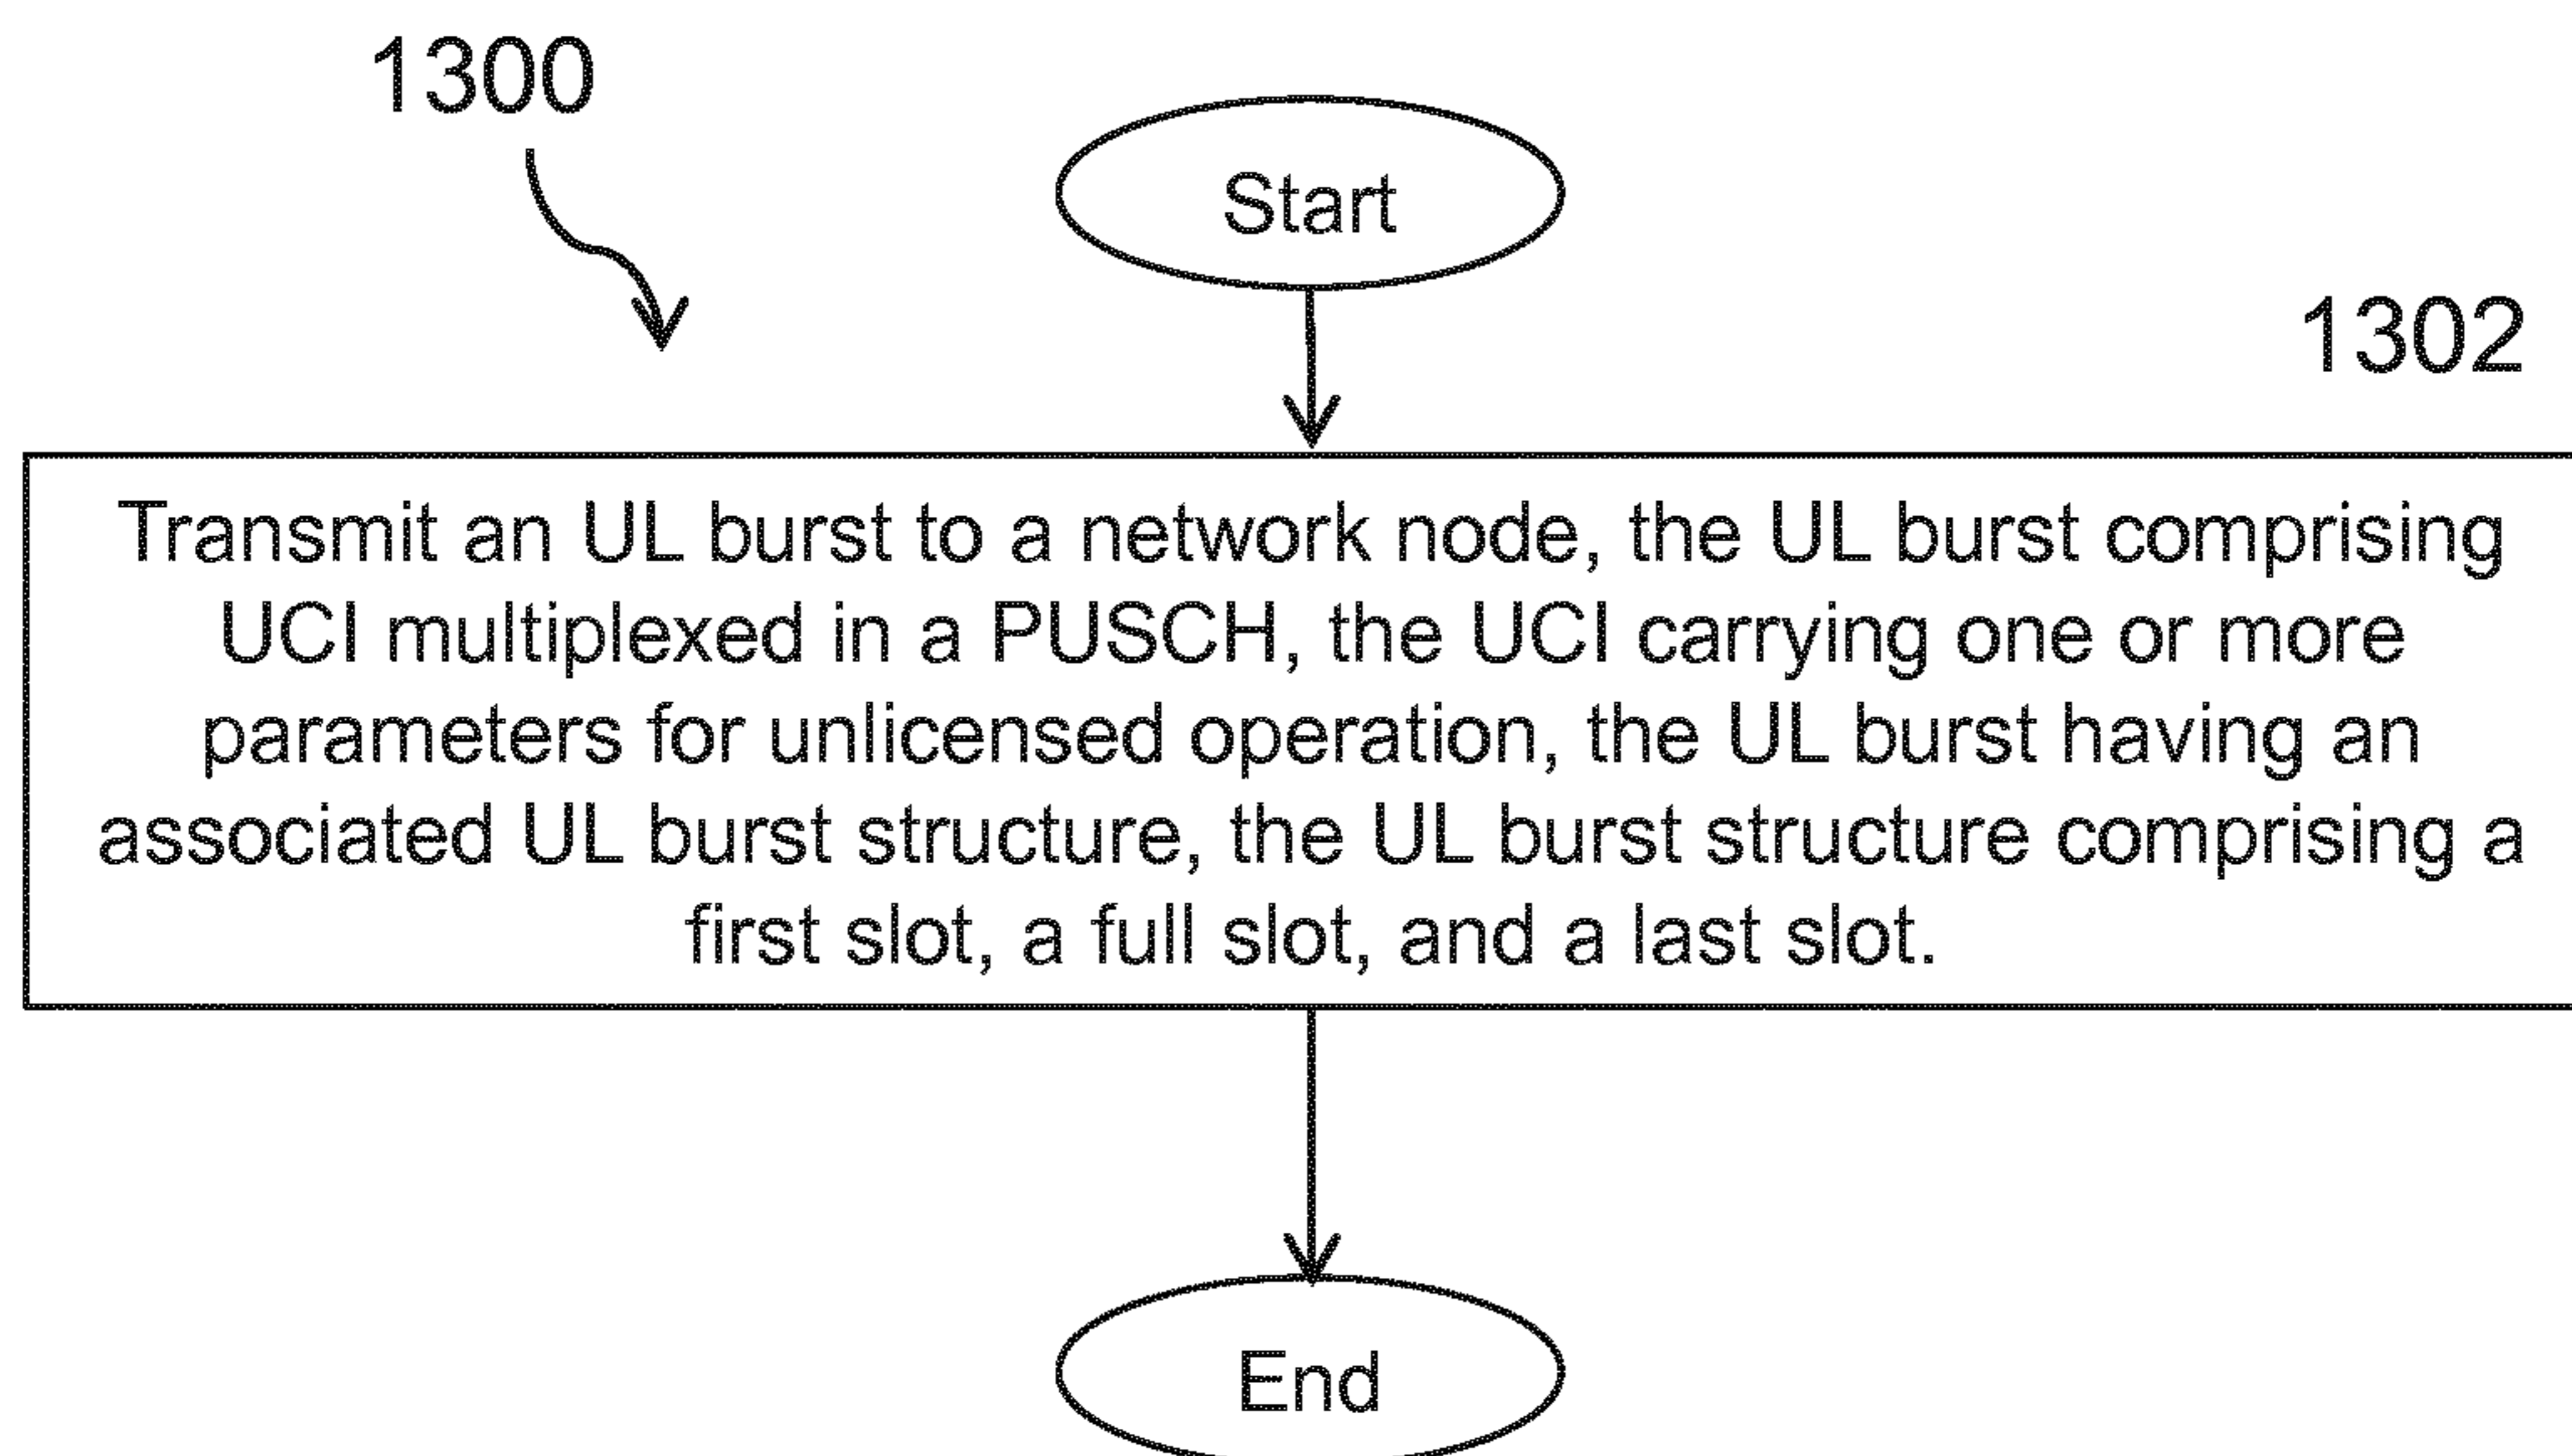 1300
Start
1302
Transmit an UL burst to a network node, the UL burst comprising
UCI multiplexed in a PUSCH, the UCI carrying one or more
parameters for unlicensed operation, the UL burst having an
associated UL burst structure, the UL burst structure comprising a
first slot, a full slot, and a last slot.
End